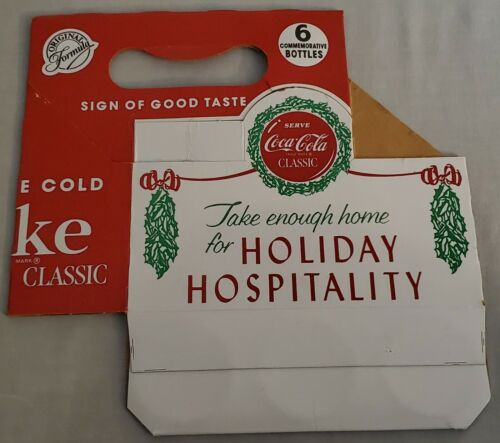 ORIGINAL
Formula
6
COMMEMORATIVE
BOTTLES
SIGN OF GOOD TASTE
SERVE
Coca-Cola
CLASSIC
E COLD
ke
MARK ®
CLASSIC
Take enough home
for HOLIDAY
HOSPITALITY